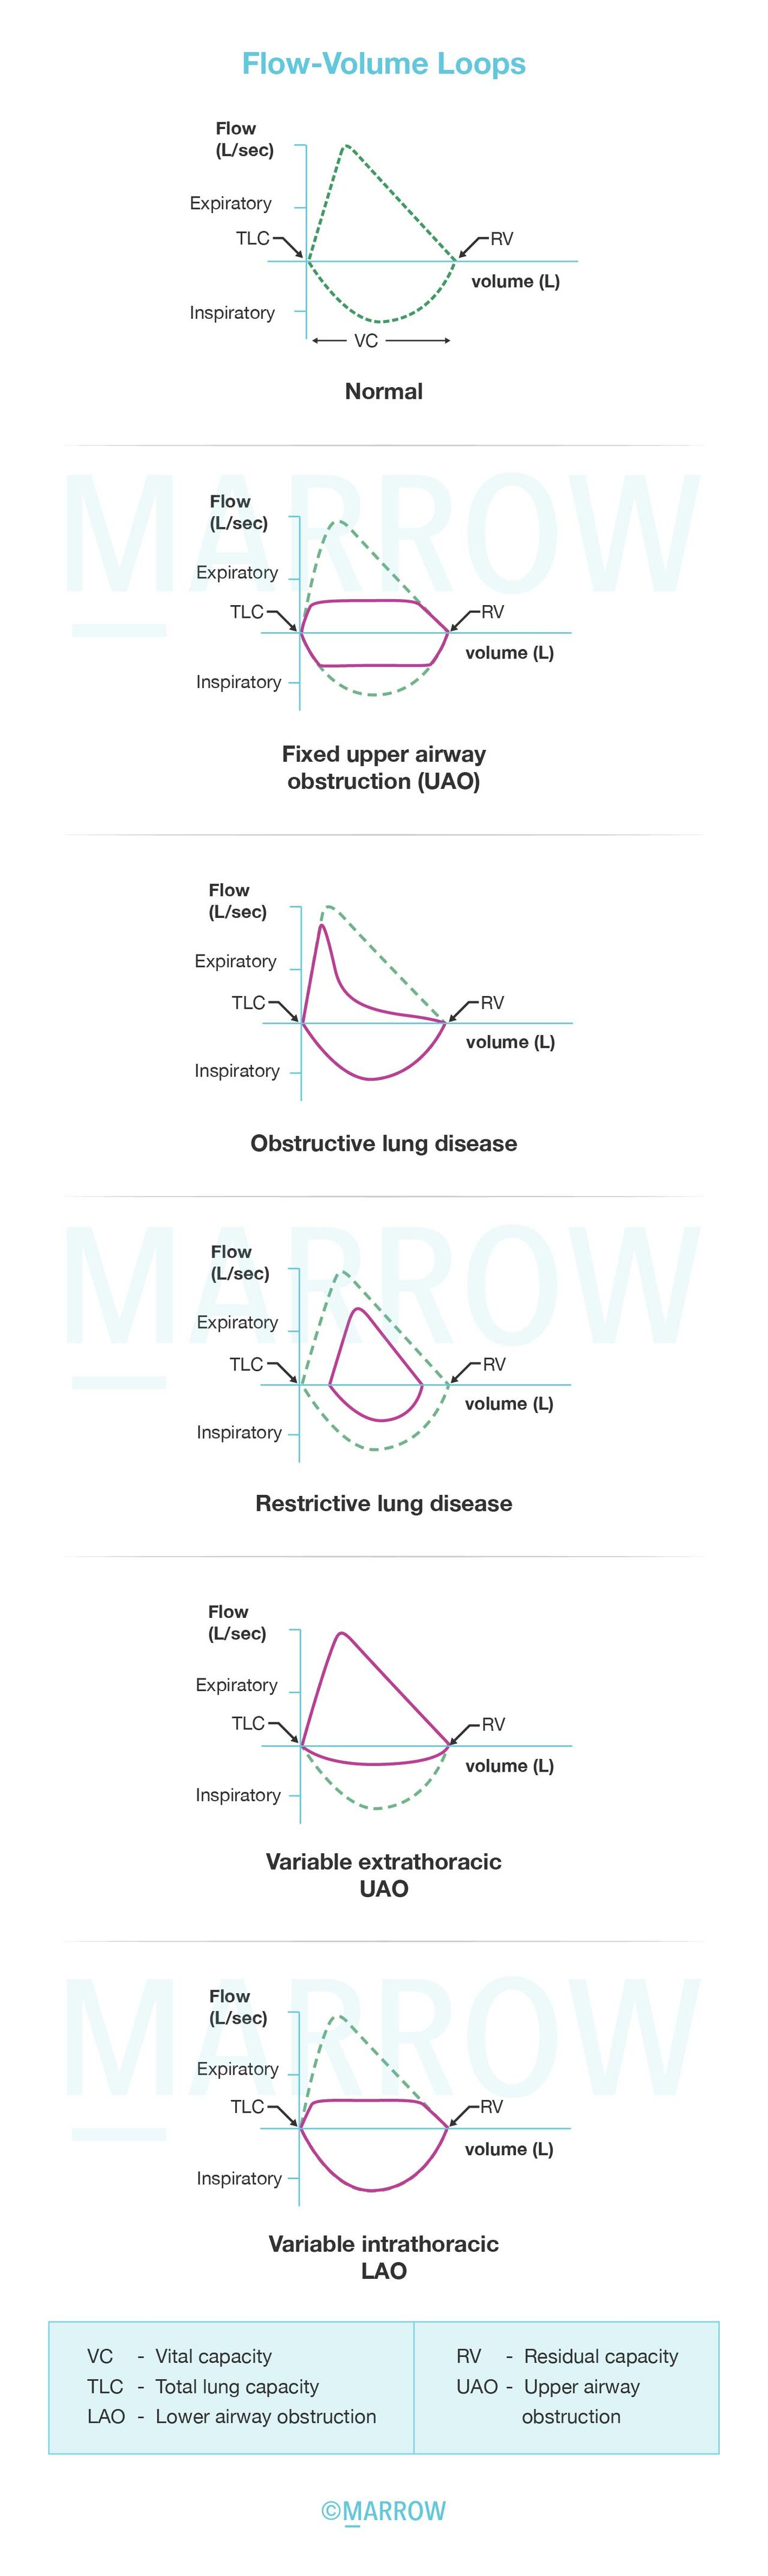 Flow-Volume Loops
Flow
(L/sec)
Expiratory
TLC
RV
volume (L)
Inspiratory
VC
Normal
MARROW
Flow
(L/sec)
Expiratory
TLC
RV
volume (L)
Inspiratory
Fixed upper airway
obstruction (UAO)
Flow
(L/sec)
Expiratory
TLC
RV
volume (L)
Inspiratory
Obstructive lung disease
MARROW
Flow
(L/sec)
Expiratory
TLC
RV
volume (L)
Inspiratory
Restrictive lung disease
Flow
(L/sec)
Expiratory
TLC
RV
volume (L)
Inspiratory
Variable extrathoracic
UAO
MARROW
Flow
(L/sec)
Expiratory
TLC
RV
volume (L)
Inspiratory
Variable intrathoracic
LAO
VC - Vital capacity
TLC - Total lung capacity
LAO - Lower airway obstruction
RV - Residual capacity
UAO - Upper airway
obstruction
©MARROW